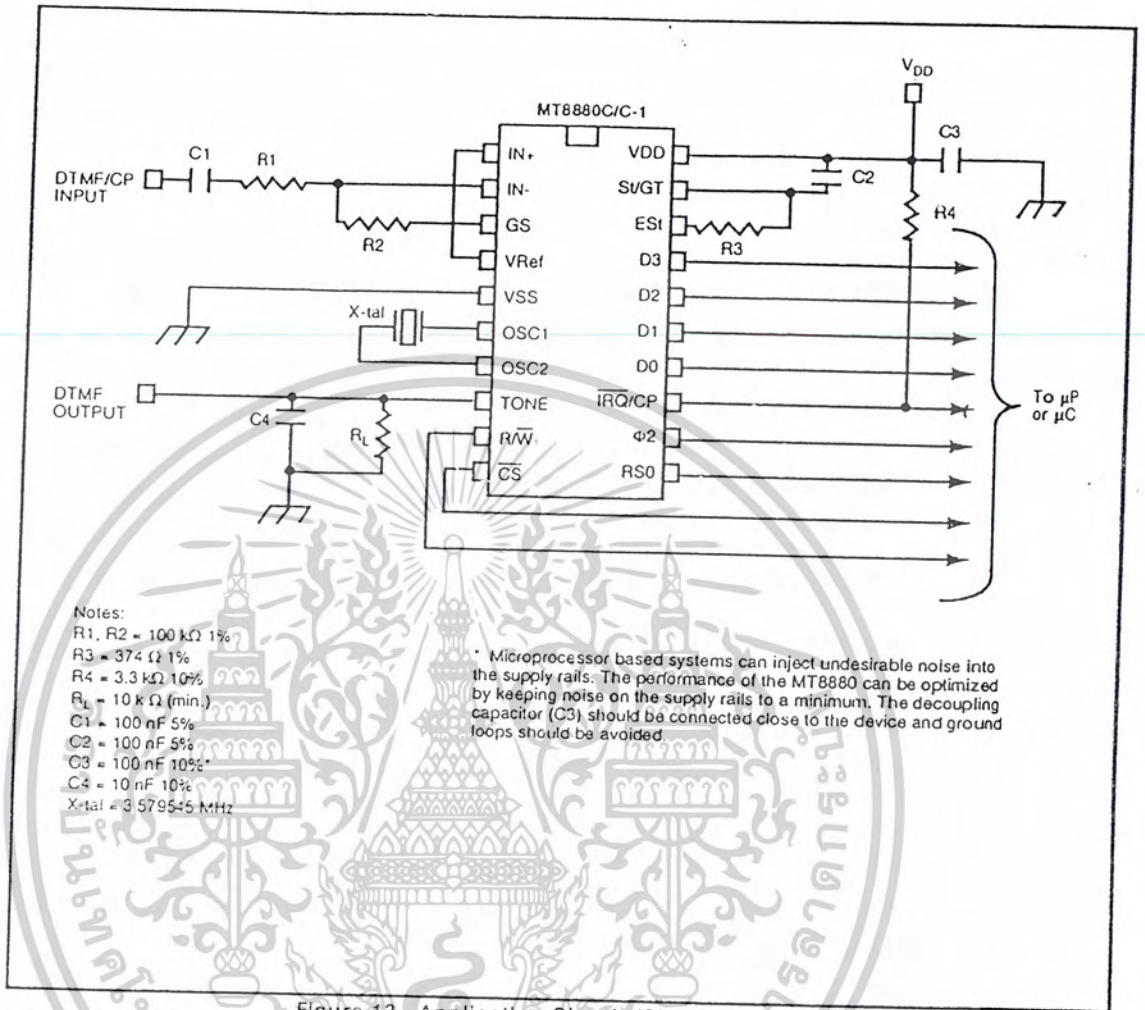 VDD
MT8880C/C-1
C3
C1
R1
IN+
VDD
DTMF/CP
INPUT
IN-
St/GT
C2
GS
ESt
R4
R2
R3
VRef
D3
VSS
D2
X-tal
OSC1
D1
OSC2
D0
DTMF
OUTPUT
TONE
IRQ/CP
To µP
or µC
C4
RL
R/W
Φ2
CS
RS0
Notes:
R1, R2 = 100 kΩ 1%
R3 = 374 Ω 1%
R4 = 3.3 kΩ 10%
RL = 10 k Ω (min.)
C1 = 100 nF 5%
C2 = 100 nF 5%
C3 = 100 nF 10%*
C4 = 10 nF 10%
X-tal = 3.579545 MHz
* Microprocessor based systems can inject undesirable noise into
the supply rails. The performance of the MT8880 can be optimized
by keeping noise on the supply rails to a minimum. The decoupling
capacitor (C3) should be connected close to the device and ground
loops should be avoided.
Figure 13 Application